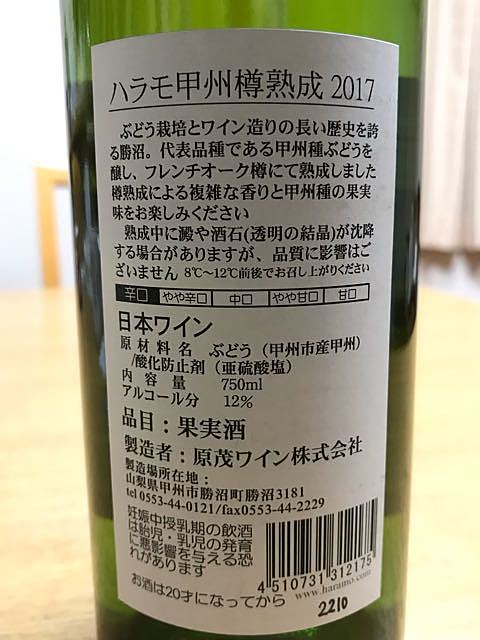 ハラモ甲州樽熟成 2017
ぶどう栽培とワイン造りの長い歴史を誇
る勝沼。代表品種である甲州種ぶどうを
醸し、フレンチオーク樽にて熟成しました
樽熟成による複雑な香りと甲州種の果実
味をお楽しみください
熟成中に澱や酒石(透明の結晶)が沈降
する場合がありますが、品質に影響はご
ざいません 8℃~12℃前後でお召し上がりください
辛口 やや辛口 中口 やや甘口 甘口
日本ワイン
原材料名 ぶどう(甲州市産甲州)
/酸化防止剤(亜硫酸塩)
内容量 750ml
アルコール分 12%
品目:果実酒
製造者:原茂ワイン株式会社
製造場所在地:
山梨県甲州市勝沼町勝沼3181
tel 0553-44-0121/fax0553-44-2229
妊娠中授乳期の飲酒
は胎児・乳児の発育
に悪影響を与える恐
れがあります
お酒は20才になってから
4 510731 312175
www.haramo.com
2210